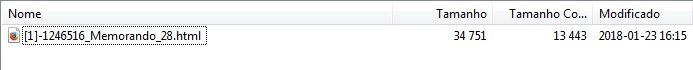 Nome Tamanho Tamanho Co... Modificado
[1]-1246516_Memorando_28.html 34 751 13 443 2018-01-23 16:15